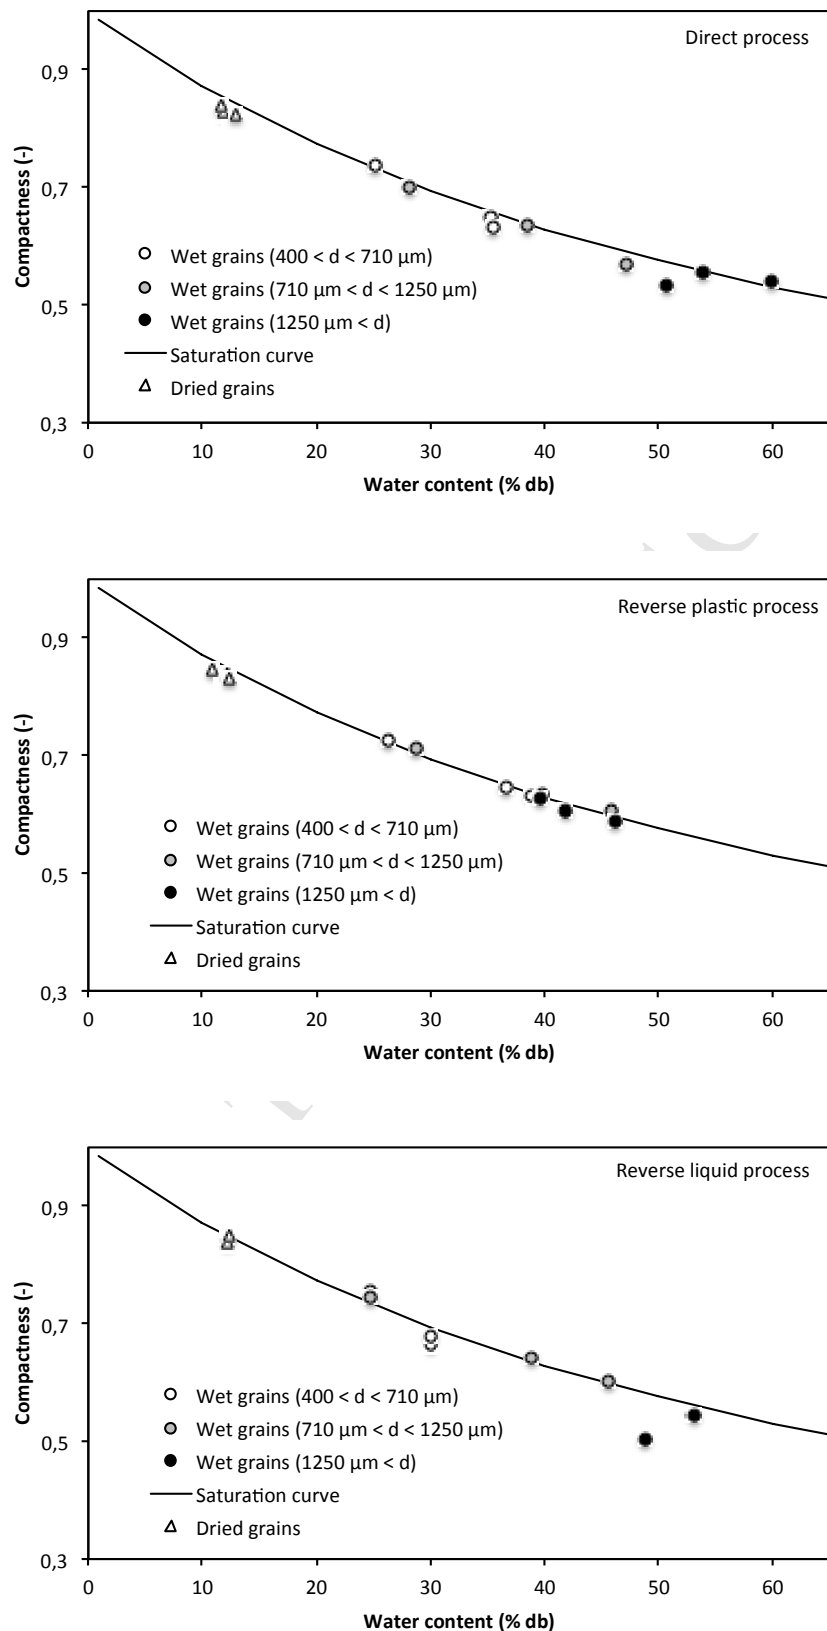 Direct process
0,9
0,7
0,5
0,3
Compactness (-)
Wet grains (400 < d < 710 µm)
Wet grains (710 µm < d < 1250 µm)
Wet grains (1250 µm < d)
Saturation curve
Dried grains
0 10 20 30 40 50 60
Water content (% db)
Reverse plastic process
0,9
0,7
0,5
0,3
Compactness (-)
Wet grains (400 < d < 710 µm)
Wet grains (710 µm < d < 1250 µm)
Wet grains (1250 µm < d)
Saturation curve
Dried grains
0 10 20 30 40 50 60
Water content (% db)
Reverse liquid process
0,9
0,7
0,5
0,3
Compactness (-)
Wet grains (400 < d < 710 µm)
Wet grains (710 µm < d < 1250 µm)
Wet grains (1250 µm < d)
Saturation curve
Dried grains
0 10 20 30 40 50 60
Water content (% db)